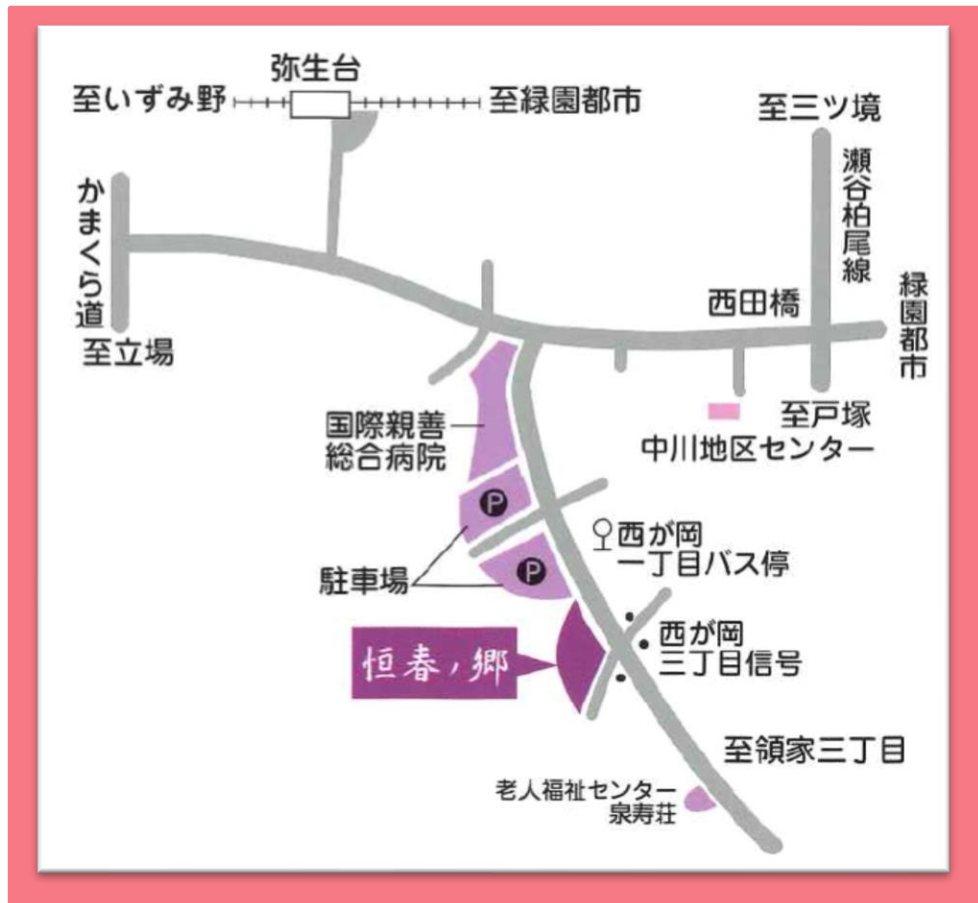 弥生台
至いずみ野
至緑園都市
至三ツ境
瀬谷柏尾線
かまくら道
至立場
西田橋
緑園都市
至戸塚
中川地区センター
国際親善
総合病院
P
駐車場
P
西が岡
一丁目バス停
西が岡
三丁目信号
恒春ノ郷
至領家三丁目
老人福祉センター
泉寿荘